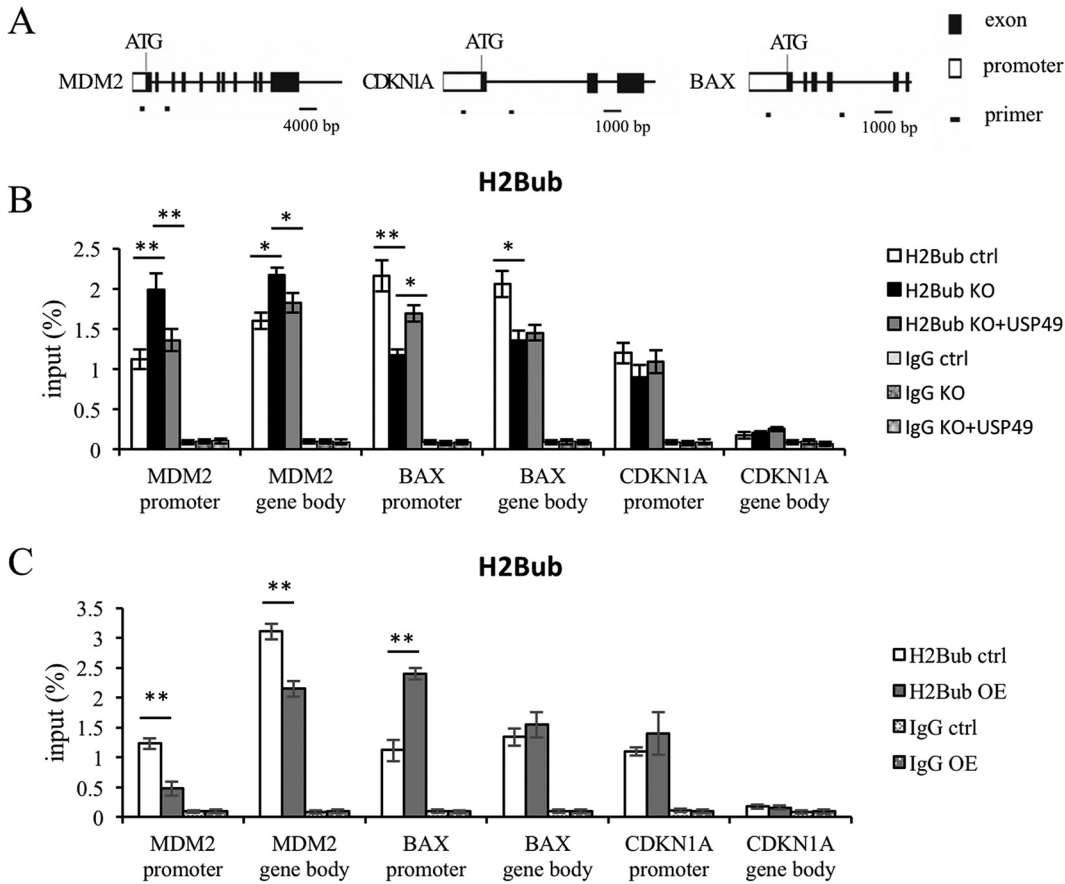 A
ATG
MDM2
4000 bp
ATG
CDKN1A
1000 bp
ATG
BAX
1000 bp
exon
promoter
primer
B
H2Bub
** ** * * ** * *
2.5
2
1.5
1
0.5
0
input (%)
MDM2 promoter
MDM2 gene body
BAX promoter
BAX gene body
CDKN1A promoter
CDKN1A gene body
H2Bub ctrl
H2Bub KO
H2Bub KO+USP49
IgG ctrl
IgG KO
IgG KO+USP49
C
H2Bub
** ** **
3.5
3
2.5
2
1.5
1
0.5
0
input (%)
MDM2 promoter
MDM2 gene body
BAX promoter
BAX gene body
CDKN1A promoter
CDKN1A gene body
H2Bub ctrl
H2Bub OE
IgG ctrl
IgG OE